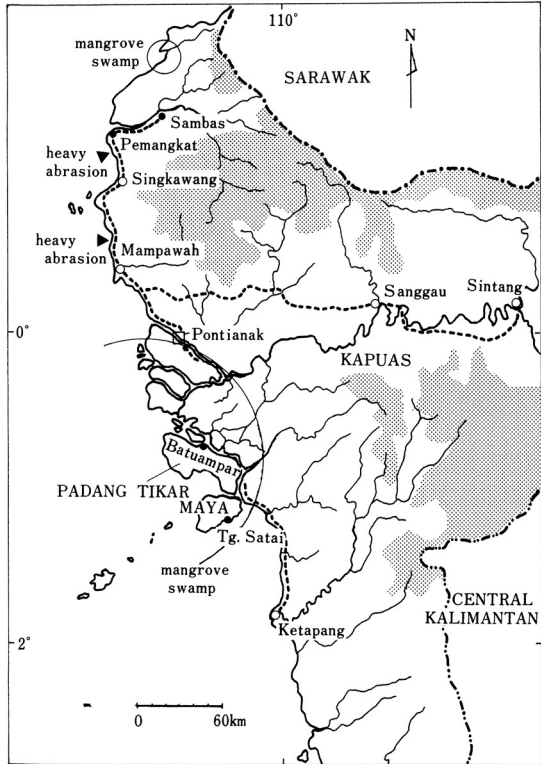 110°
mangrove
swamp
N
SARAWAK
Sambas
Pemangkat
heavy
abrasion
Singkawang
heavy
abrasion
Mampawah
Sanggau
Sintang
0°
Pontianak
KAPUAS
Batuampar
PADANG TIKAR
MAYA
Tg. Satai
mangrove
swamp
CENTRAL
KALIMANTAN
Ketapang
2°
0
60km